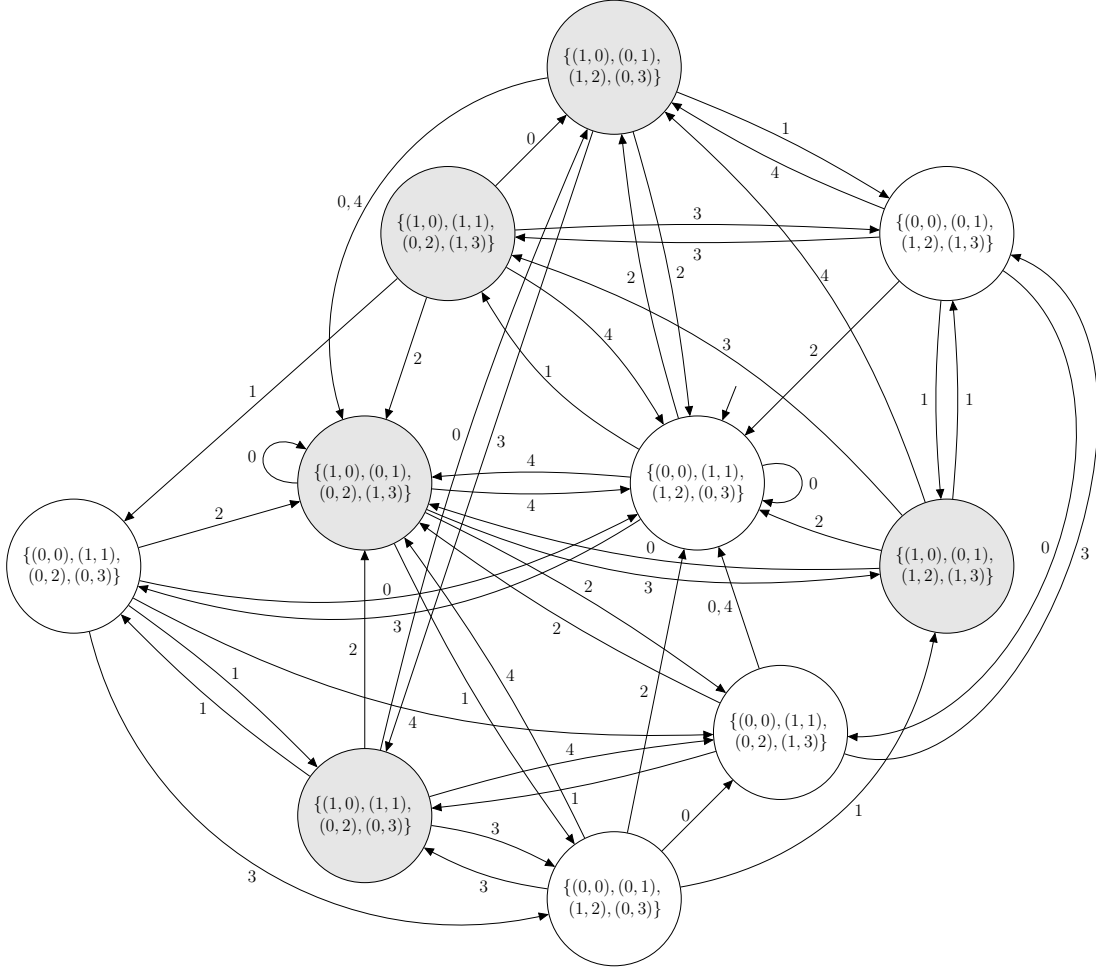 {(1, 0), (0, 1),
(1, 2), (0, 3)}
1
0
4
{(1, 0), (1, 1),
(0, 2), (1, 3)}
0, 4
3
{(0, 0), (0, 1),
(1, 2), (1, 3)}
3
2
2
4
4
3
2
2
1
1
1
1
0
3
4
{(1, 0), (0, 1),
(0, 2), (1, 3)}
0
{(0, 0), (1, 1),
(1, 2), (0, 3)}
0
4
2
2
{(0, 0), (1, 1),
(0, 2), (0, 3)}
0
{(1, 0), (0, 1),
(1, 2), (1, 3)}
0
3
0
3
2
3
0, 4
2
2
1
4
1
2
1
4
{(0, 0), (1, 1),
(0, 2), (1, 3)}
4
1
{(1, 0), (1, 1),
(0, 2), (0, 3)}
3
0
1
3
3
{(0, 0), (0, 1),
(1, 2), (0, 3)}